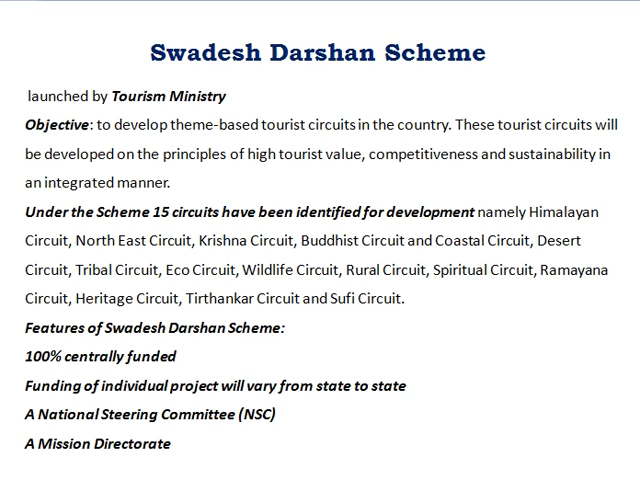 Swadesh Darshan Scheme
launched by Tourism Ministry
Objective: to develop theme-based tourist circuits in the country. These tourist circuits will
be developed on the principles of high tourist value, competitiveness and sustainability in
an integrated manner.
Under the Scheme 15 circuits have been identified for development namely Himalayan
Circuit, North East Circuit, Krishna Circuit, Buddhist Circuit and Coastal Circuit, Desert
Circuit, Tribal Circuit, Eco Circuit, Wildlife Circuit, Rural Circuit, Spiritual Circuit, Ramayana
Circuit, Heritage Circuit, Tirthankar Circuit and Sufi Circuit.
Features of Swadesh Darshan Scheme:
100% centrally funded
Funding of individual project will vary from state to state
A National Steering Committee (NSC)
A Mission Directorate